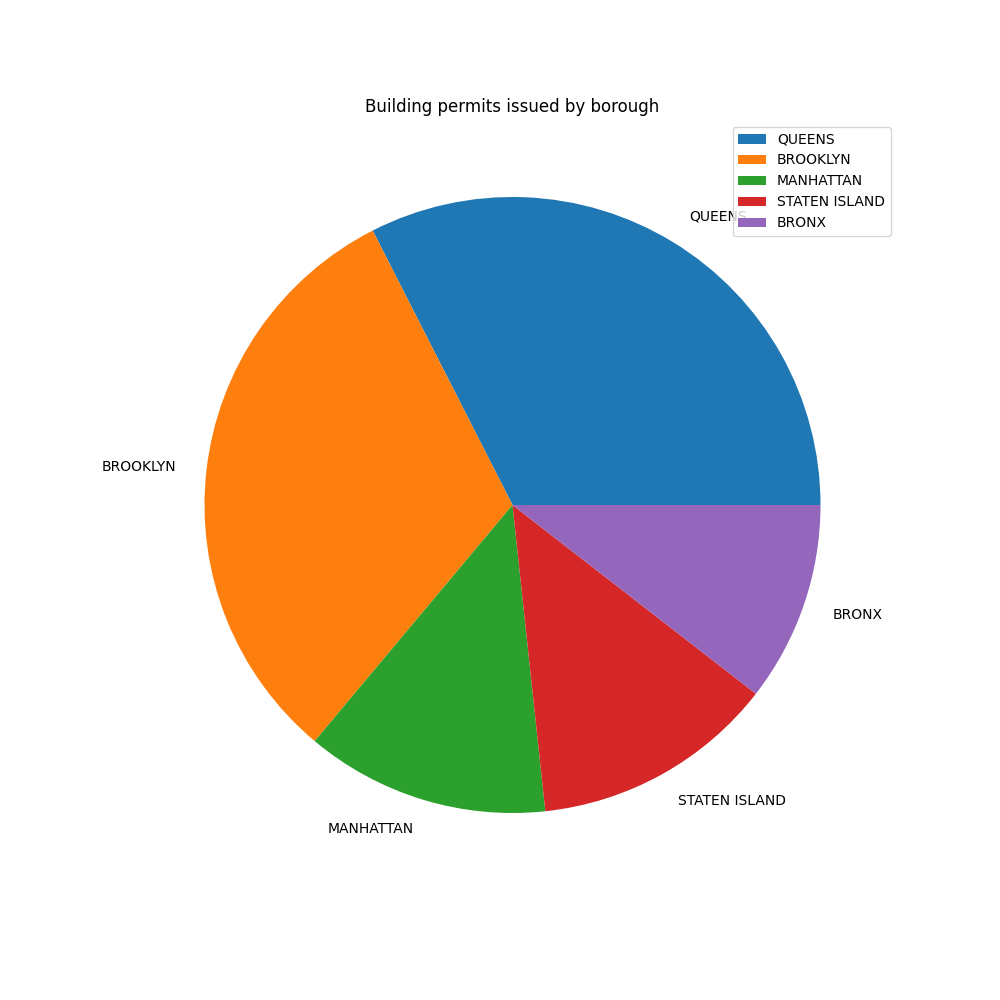 Building permits issued by borough
QUEENS
BROOKLYN
MANHATTAN
STATEN ISLAND
BRONX
QUEENS
BROOKLYN
BRONX
STATEN ISLAND
MANHATTAN